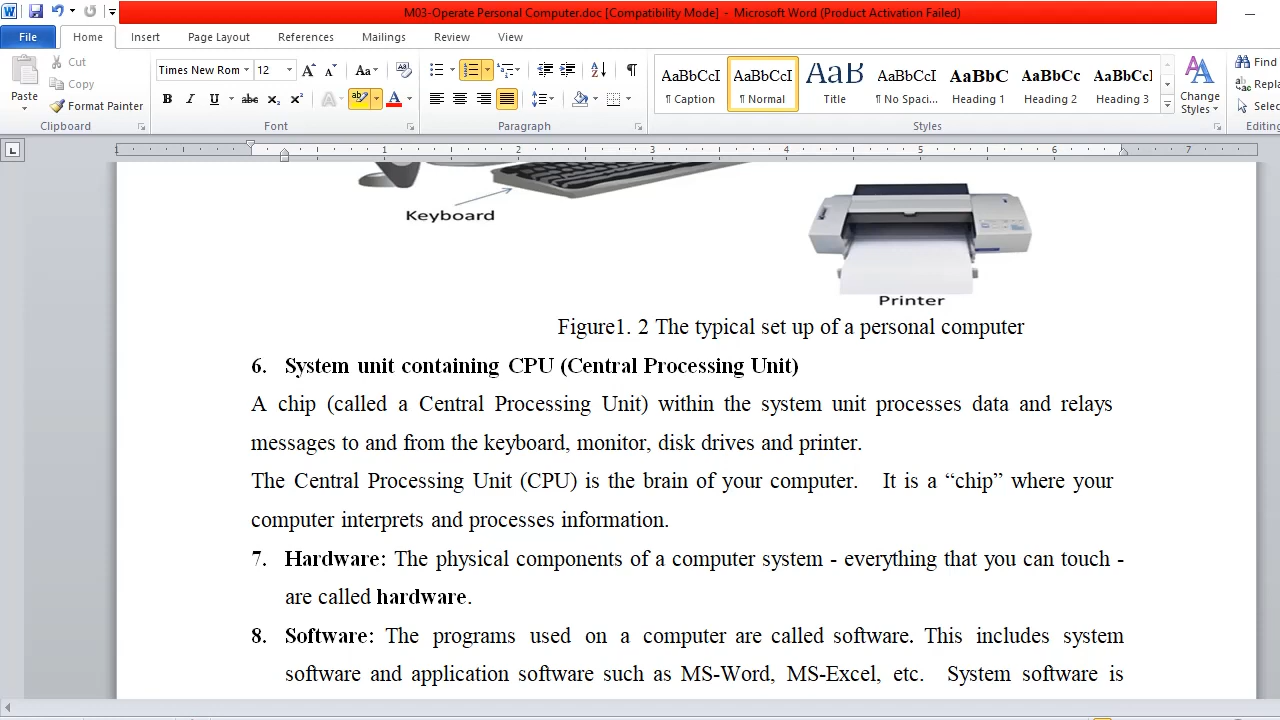 M03-Operate Personal Computer.doc [Compatibility Mode] - Microsoft Word (Product Activation Failed)
File Home Insert Page Layout References Mailings Review View
Paste Cut Copy Format Painter
Times New Rom 12
AaBbCcI AaBbCcI AaBbCcI AaBbC AaBbCc AaBbCcI
¶ Caption ¶ Normal Title ¶ No Spaci... Heading 1 Heading 2 Heading 3
Change Styles
Find
Clipboard Font Paragraph Styles Editing
1 1 2 3 4 5 6 7
Keyboard
Printer
Figure1. 2 The typical set up of a personal computer
6. System unit containing CPU (Central Processing Unit)
A chip (called a Central Processing Unit) within the system unit processes data and relays
messages to and from the keyboard, monitor, disk drives and printer.
The Central Processing Unit (CPU) is the brain of your computer. It is a “chip” where your
computer interprets and processes information.
7. Hardware: The physical components of a computer system - everything that you can touch -
are called hardware.
8. Software: The programs used on a computer are called software. This includes system
software and application software such as MS-Word, MS-Excel, etc. System software is